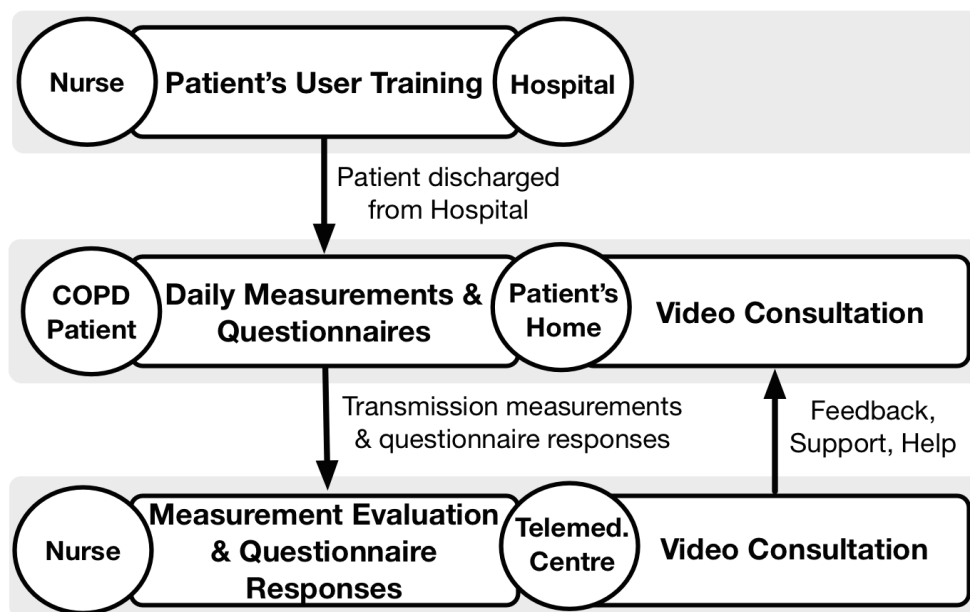 Nurse
Patient's User Training
Hospital
Patient discharged
from Hospital
COPD
Patient
Daily Measurements &
Questionnaires
Patient's
Home
Video Consultation
Transmission measurements
& questionnaire responses
Feedback,
Support, Help
Nurse
Measurement Evaluation
& Questionnaire
Responses
Telemed.
Centre
Video Consultation